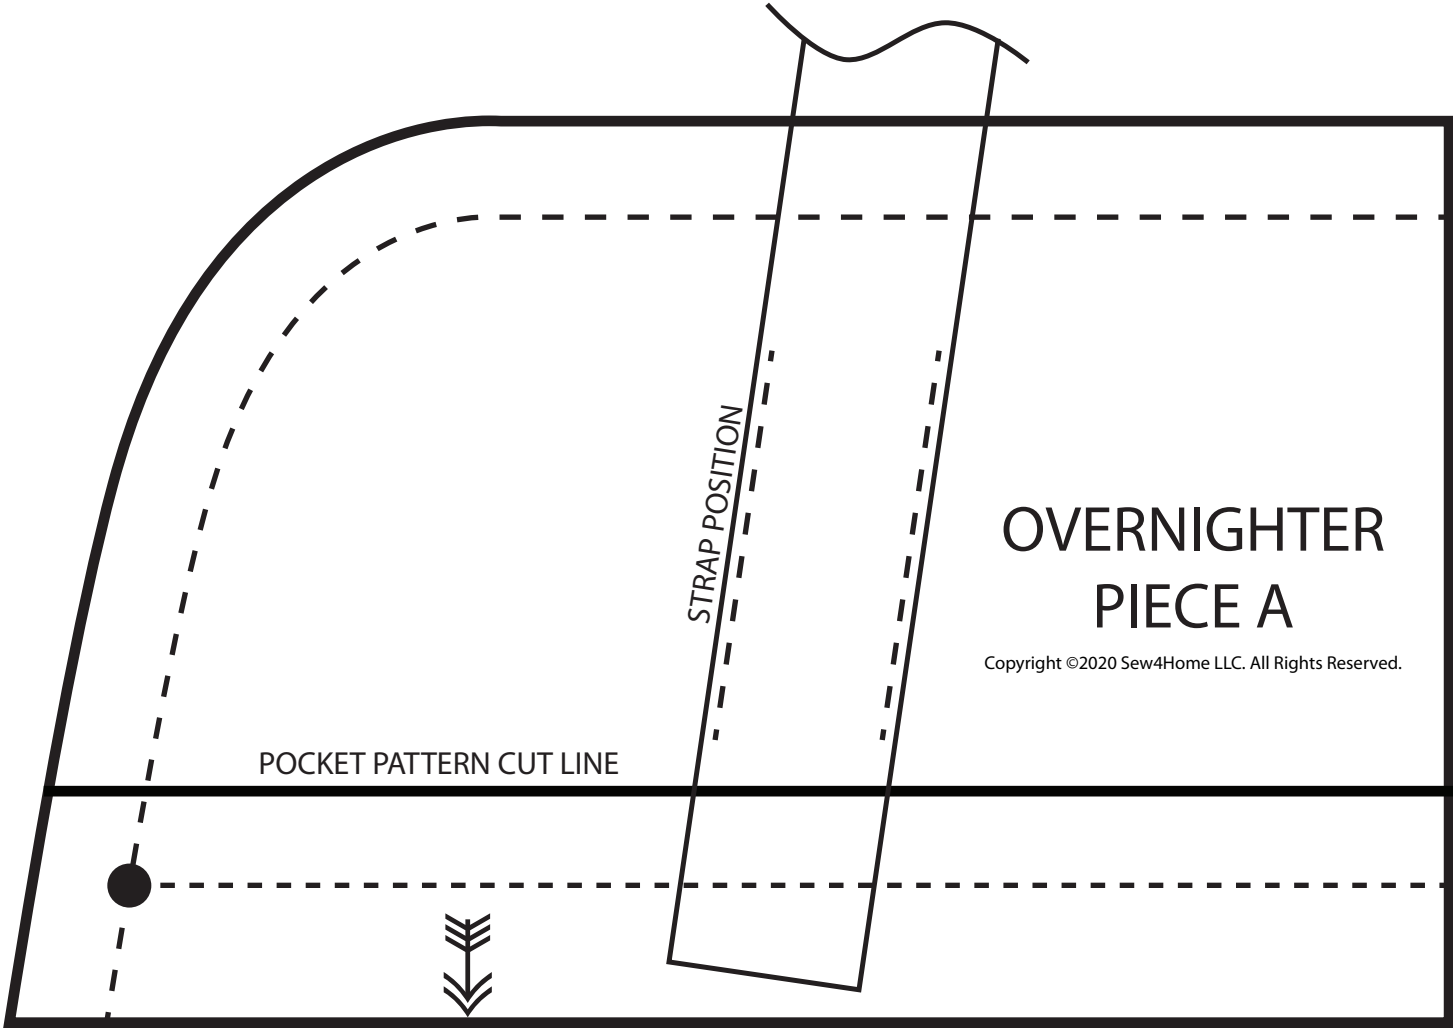 STRAP POSITION
OVERNIGHTER
PIECE A
Copyright ©2020 Sew4Home LLC. All Rights Reserved.
POCKET PATTERN CUT LINE